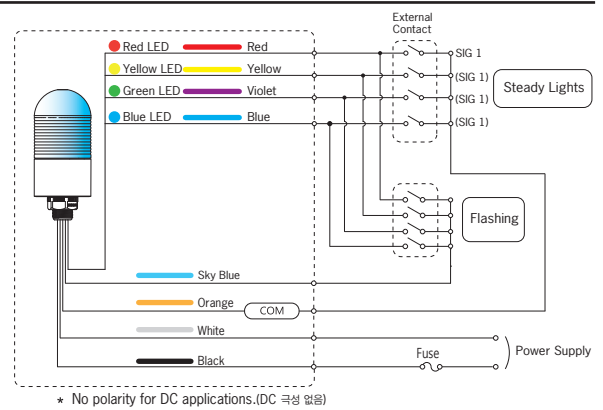 External
Contact
Red LED Red SIG 1
Yellow LED Yellow (SIG 1)
Green LED Violet (SIG 1)
Blue LED Blue (SIG 1)
Steady Lights
Flashing
Sky Blue
Orange COM
White
Black Fuse Power Supply
* No polarity for DC applications.(DC 극성 없음)